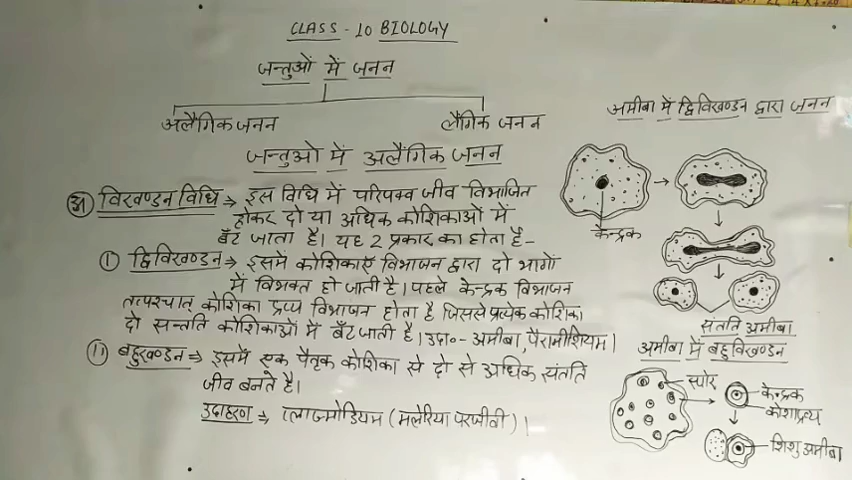 CLASS - 10 BIOLOGY
जन्तुओं में जनन
अलैंगिक जनन
लैंगिक जनन
जन्तुओ में अलैंगिक जनन
अ) विखण्डन विधि → इस विधि में परिपक्व जीव विभाजित
होकर दो या अधिक कोशिकाओं में
बँट जाता है। यह 2 प्रकार का होता है-
① द्विविखण्डन → इसमें कोशिकाएँ विभाजन द्वारा दो भागों
में विभक्त हो जाती है। पहले केन्द्रक विभाजन
तत्पश्चात् कोशिका द्रव्य विभाजन होता है जिससे प्रत्येक कोशिका
दो सन्तति कोशिकाओं में बँट जाती है। उदा०- अमीबा, पैरामीशियम।
⑪ बहुखण्डन ⇒ इसमें एक पैतृक कोशिका से दो से अधिक संतति
जीव बनते है।
उदाहरण ⇒ प्लाज्मोडियम (मलेरिया परजीवी)।
अमीबा में द्विविखण्डन द्वारा जनन
केन्द्रक
संतति अमीबा
अमीबा में बहुविखण्डन
स्पोर
केन्द्रक
कोशाद्रव्य
शिशु अमीबा